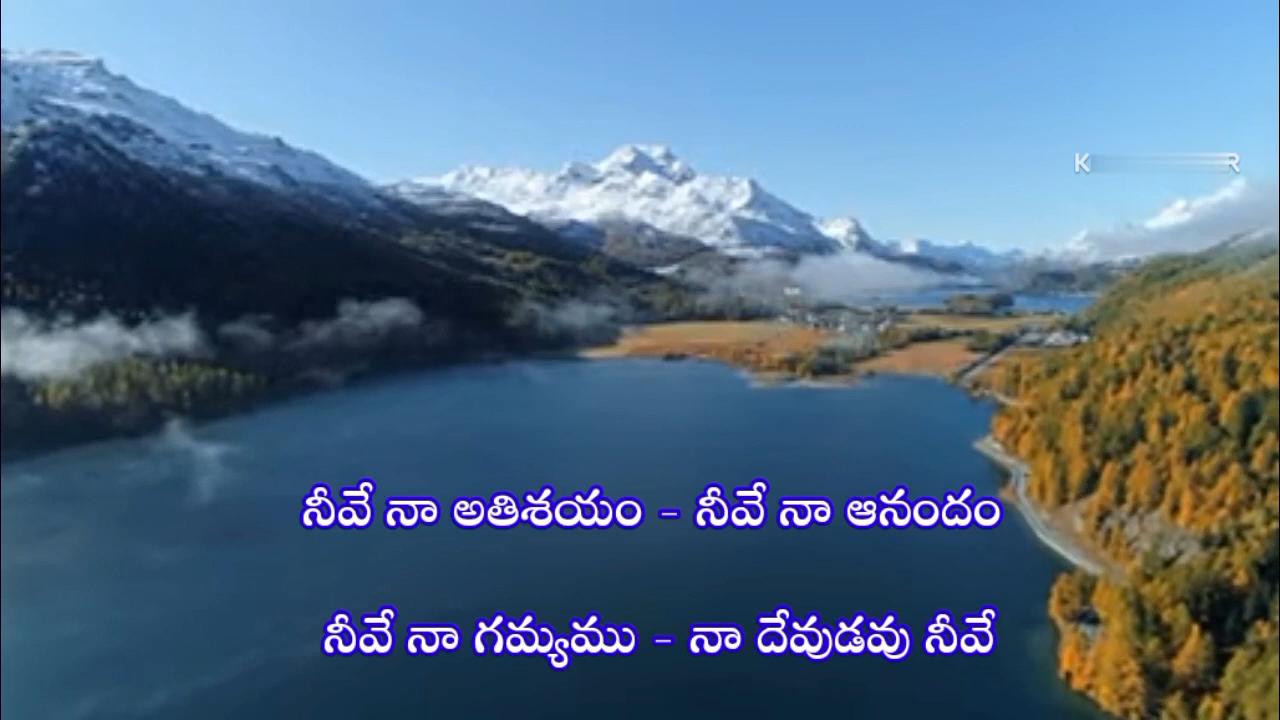 నీవే నా అతిశయం - నీవే నా ఆనందం
నీవే నా గమ్యము - నా దేవుడవు నీవే